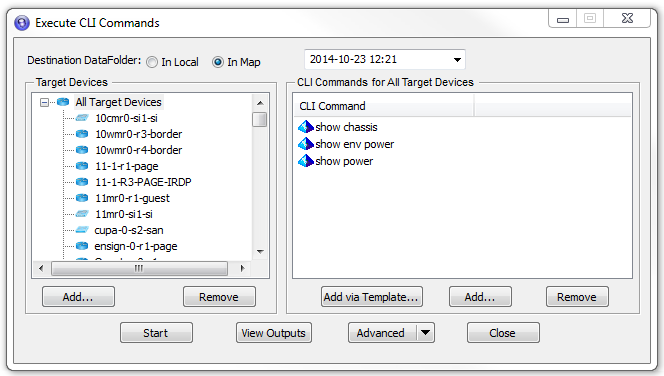 Execute CLI Commands
Destination DataFolder: In Local In Map 2014-10-23 12:21
Target Devices
All Target Devices
10cmr0-si1-si
10wmr0-r3-border
10wmr0-r4-border
11-1-r1-page
11-1-R3-PAGE-IRDP
11mr0-r1-guest
11mr0-si1-si
cupa-0-s2-san
ensign-0-r1-page
Add... Remove
CLI Commands for All Target Devices
CLI Command
show chassis
show env power
show power
Add via Template... Add... Remove
Start View Outputs Advanced Close